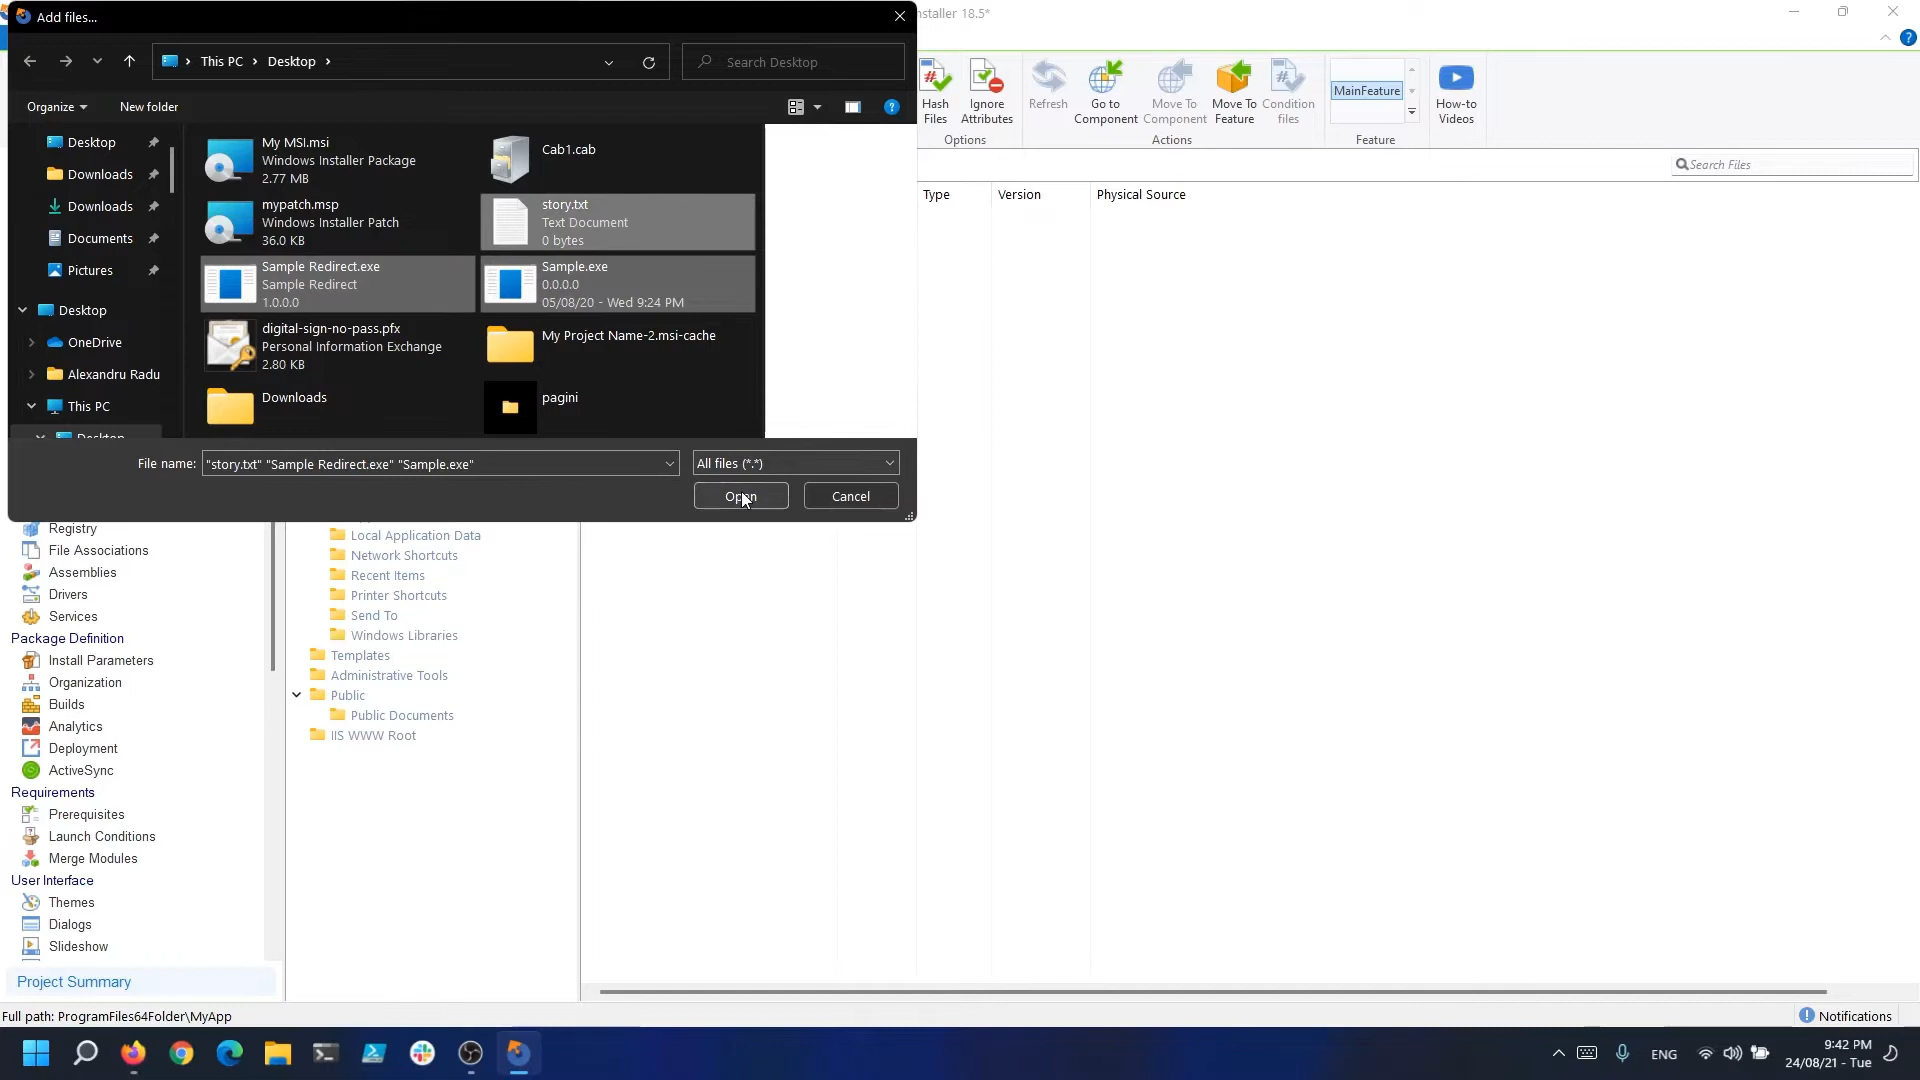 Add files...
nstaller 18.5*
This PC
Desktop
Search Desktop
Organize
New folder
Desktop
Downloads
Downloads
Documents
Pictures
Desktop
OneDrive
Alexandru Radu
This PC
Desktop
My MSI.msi
Windows Installer Package
2.77 MB
Cab1.cab
mypatch.msp
Windows Installer Patch
36.0 KB
story.txt
Text Document
0 bytes
Sample Redirect.exe
Sample Redirect
1.0.0.0
Sample.exe
0.0.0.0
05/08/20 - Wed 9:24 PM
digital-sign-no-pass.pfx
Personal Information Exchange
2.80 KB
My Project Name-2.msi-cache
Downloads
pagini
File name:
"story.txt" "Sample Redirect.exe" "Sample.exe"
All files (*.*)
Open
Cancel
Hash
Files
Ignore
Attributes
Options
Refresh
Go to
Component
Move To
Component
Move To
Feature
Condition
files
Actions
MainFeature
Feature
How-to
Videos
Search Files
Type
Version
Physical Source
Registry
File Associations
Assemblies
Drivers
Services
Package Definition
Install Parameters
Organization
Builds
Analytics
Deployment
ActiveSync
Requirements
Prerequisites
Launch Conditions
Merge Modules
User Interface
Themes
Dialogs
Slideshow
Project Summary
Local Application Data
Network Shortcuts
Recent Items
Printer Shortcuts
Send To
Windows Libraries
Templates
Administrative Tools
Public
Public Documents
IIS WWW Root
Full path: ProgramFiles64Folder\MyApp
Notifications
ENG
9:42 PM
24/08/21 - Tue